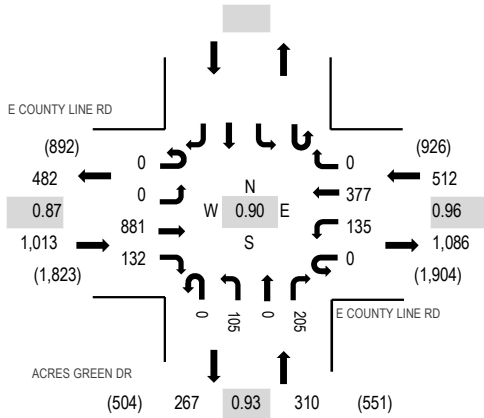 E COUNTY LINE RD
(892)
(926)
482
0
0
512
0
N
377
0.87
W
0.90
E
0.96
881
135
1,013
S
1,086
132
0
(1,823)
(1,904)
0
105
0
205
E COUNTY LINE RD
ACRES GREEN DR
(504) 267 0.93 310 (551)